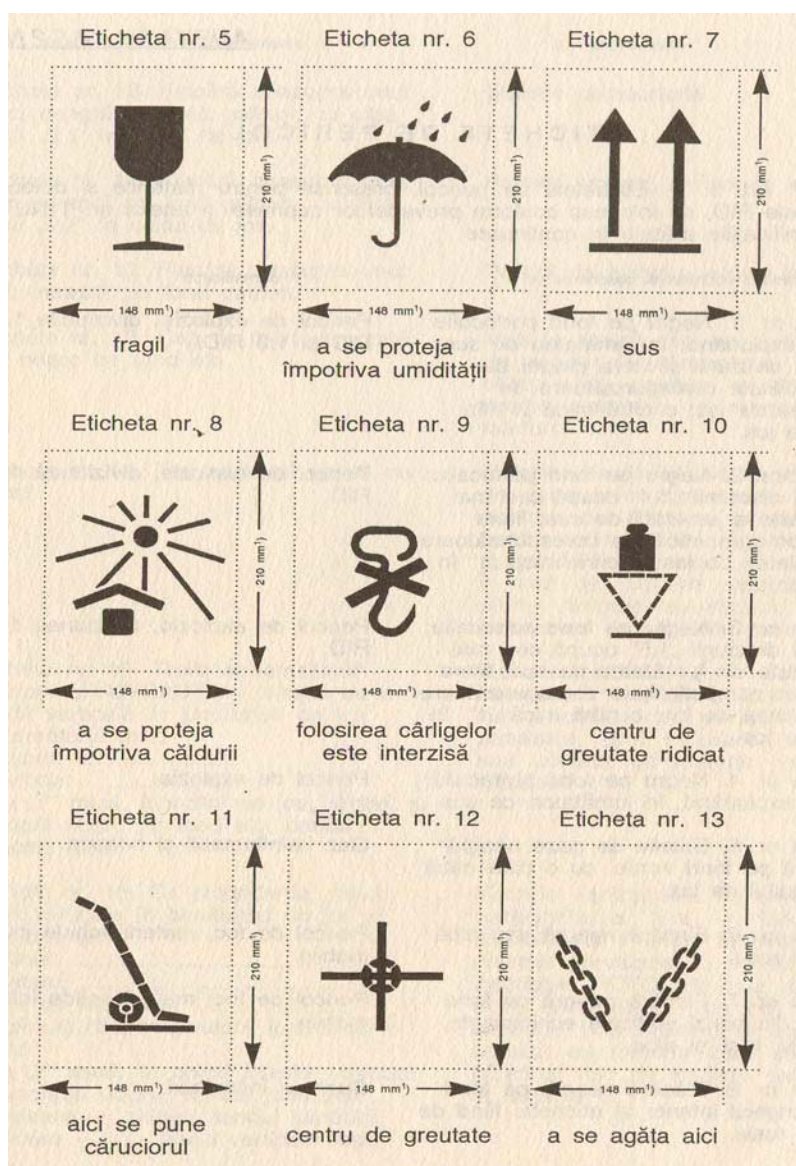 Eticheta nr. 5
Eticheta nr. 6
Eticheta nr. 7
210 mm¹)
210 mm¹)
210 mm¹)
148 mm¹)
148 mm¹)
148 mm¹)
fragil
a se proteja
împotriva umidității
sus
Eticheta nr. 8
Eticheta nr. 9
Eticheta nr. 10
210 mm¹)
210 mm¹)
210 mm¹)
148 mm¹)
148 mm¹)
148 mm¹)
a se proteja
împotriva căldurii
folosirea cârligelor
este interzisă
centru de
greutate ridicat
Eticheta nr. 11
Eticheta nr. 12
Eticheta nr. 13
210 mm¹)
210 mm¹)
210 mm¹)
148 mm¹)
148 mm¹)
148 mm¹)
aici se pune
căruciorul
centru de greutate
a se agăța aici